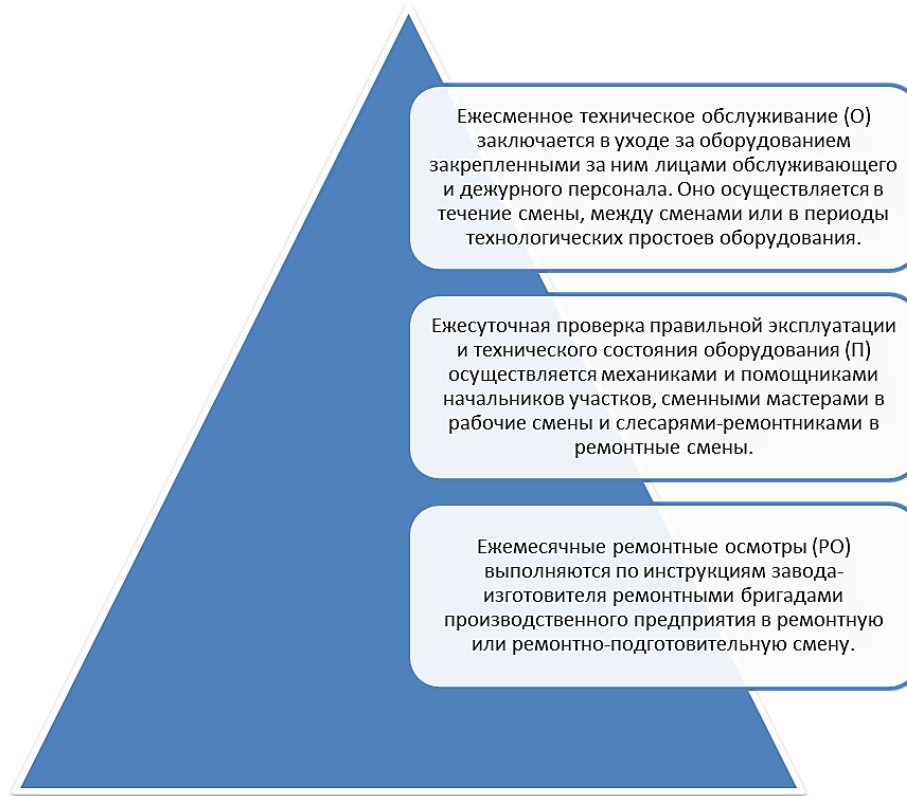 Ежесменное техническое обслуживание (О)
заключается в уходе за оборудованием
закрепленными за ним лицами обслуживающего
и дежурного персонала. Оно осуществляется в
течение смены, между сменами или в периоды
технологических простоев оборудования.
Ежесуточная проверка правильной эксплуатации
и технического состояния оборудования (П)
осуществляется механиками и помощниками
начальников участков, сменными мастерами в
рабочие смены и слесарями-ремонтниками в
ремонтные смены.
Ежемесячные ремонтные осмотры (РО)
выполняются по инструкциям завода-
изготовителя ремонтными бригадами
производственного предприятия в ремонтную
или ремонтно-подготовительную смену.